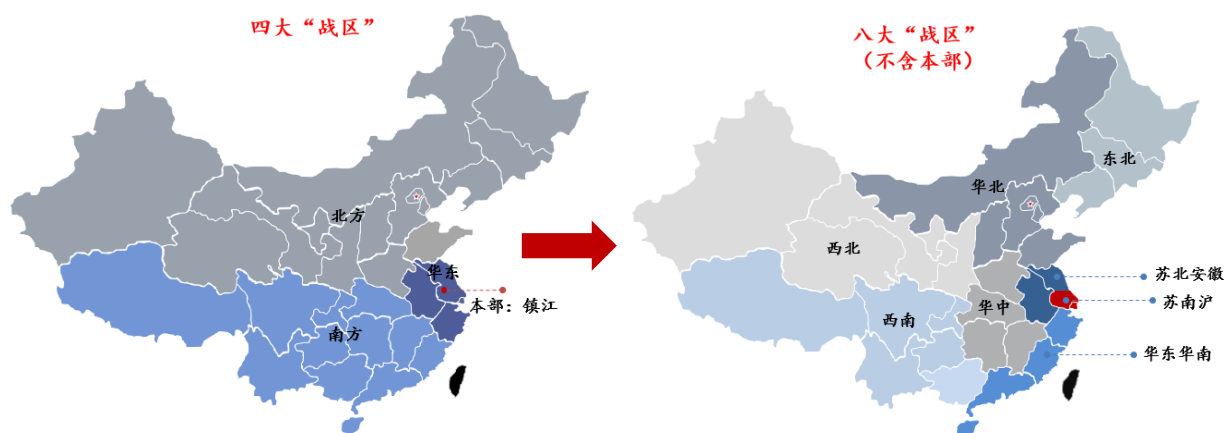 四大“战区”
北方
华东
本部：镇江
南方
八大“战区”
（不含本部）
东北
华北
西北
苏北安徽
苏南沪
华中
西南
华东华南